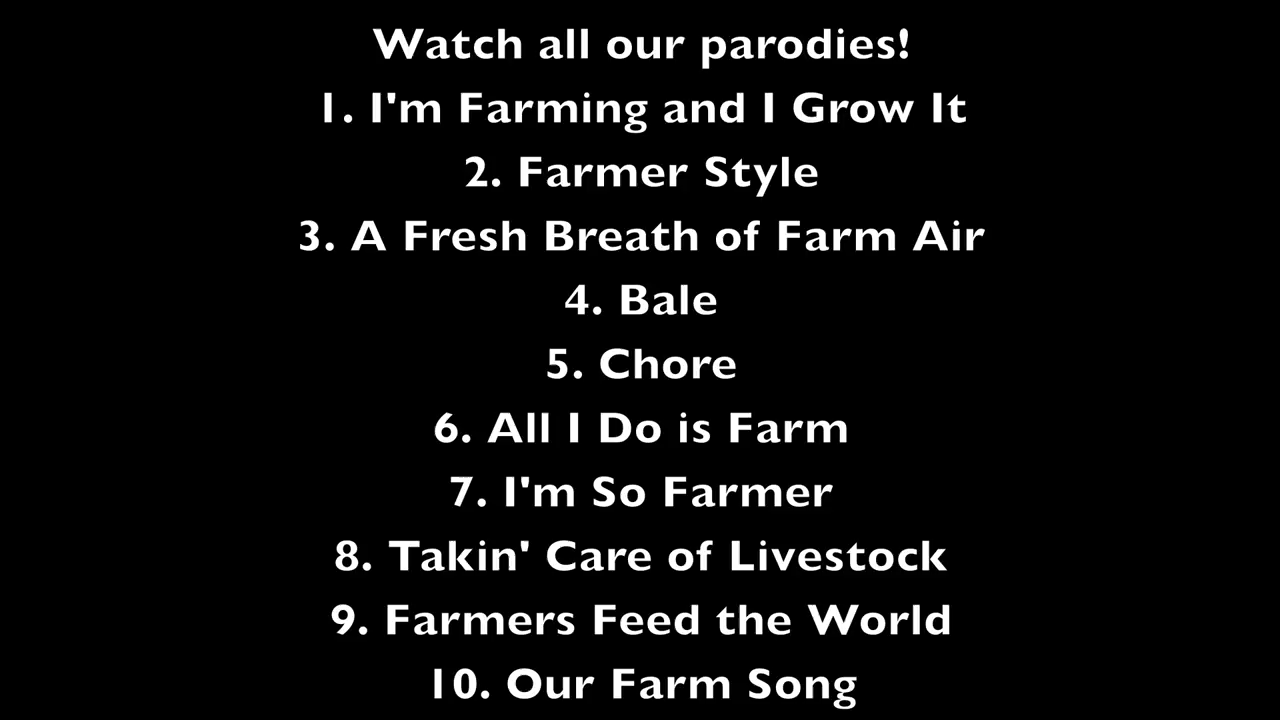 Watch all our parodies!
1. I'm Farming and I Grow It
2. Farmer Style
3. A Fresh Breath of Farm Air
4. Bale
5. Chore
6. All I Do is Farm
7. I'm So Farmer
8. Takin' Care of Livestock
9. Farmers Feed the World
10. Our Farm Song